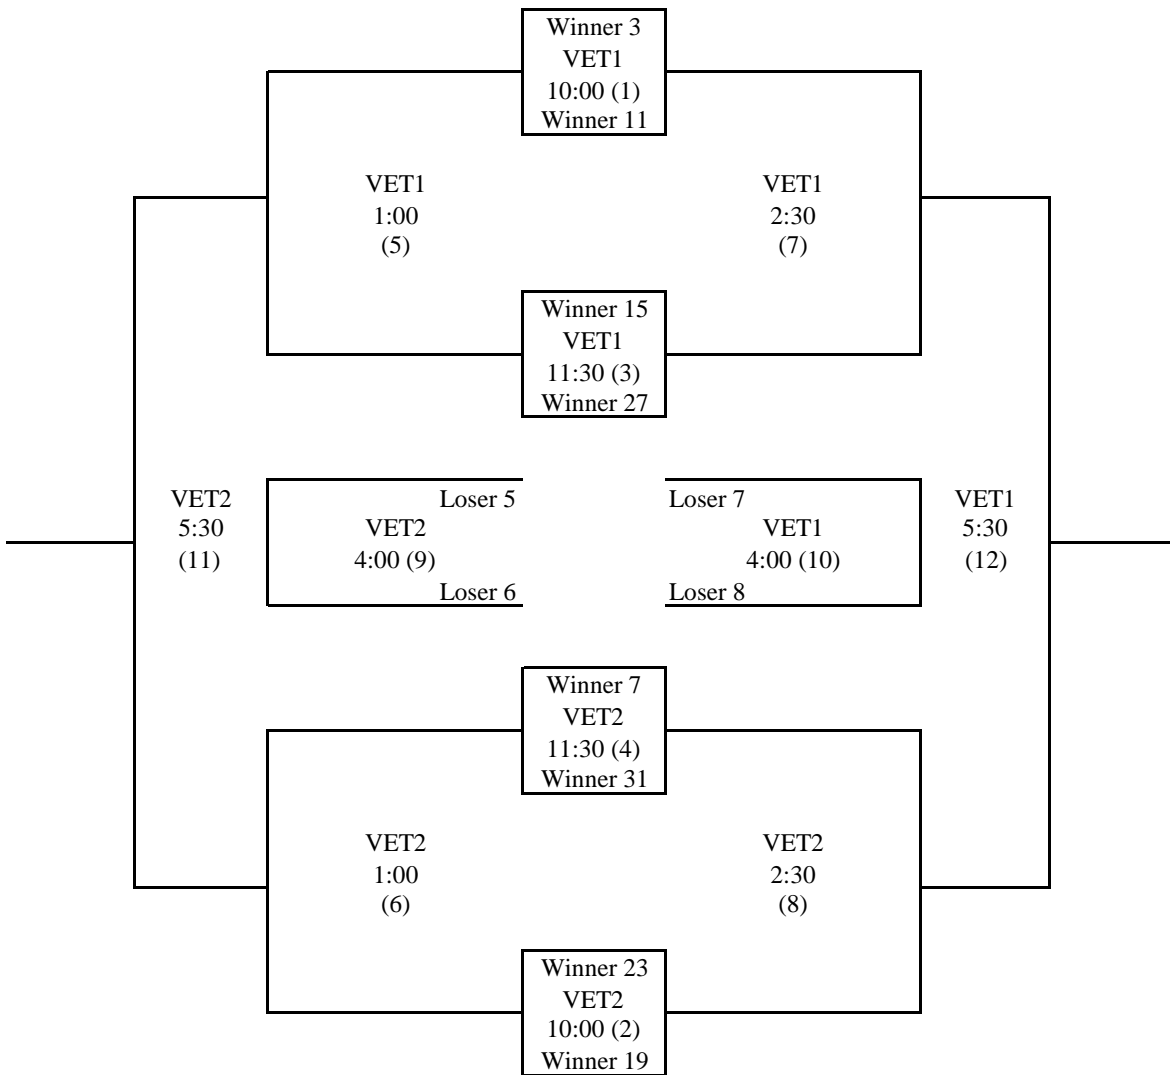 Winner 3
VET1
10:00 (1)
Winner 11
VET1
1:00
(5)
VET1
2:30
(7)
Winner 15
VET1
11:30 (3)
Winner 27
VET2
5:30
(11)
Loser 5
VET2
4:00 (9)
Loser 6
Loser 7
VET1
4:00 (10)
Loser 8
VET1
5:30
(12)
Winner 7
VET2
11:30 (4)
Winner 31
VET2
1:00
(6)
VET2
2:30
(8)
Winner 23
VET2
10:00 (2)
Winner 19